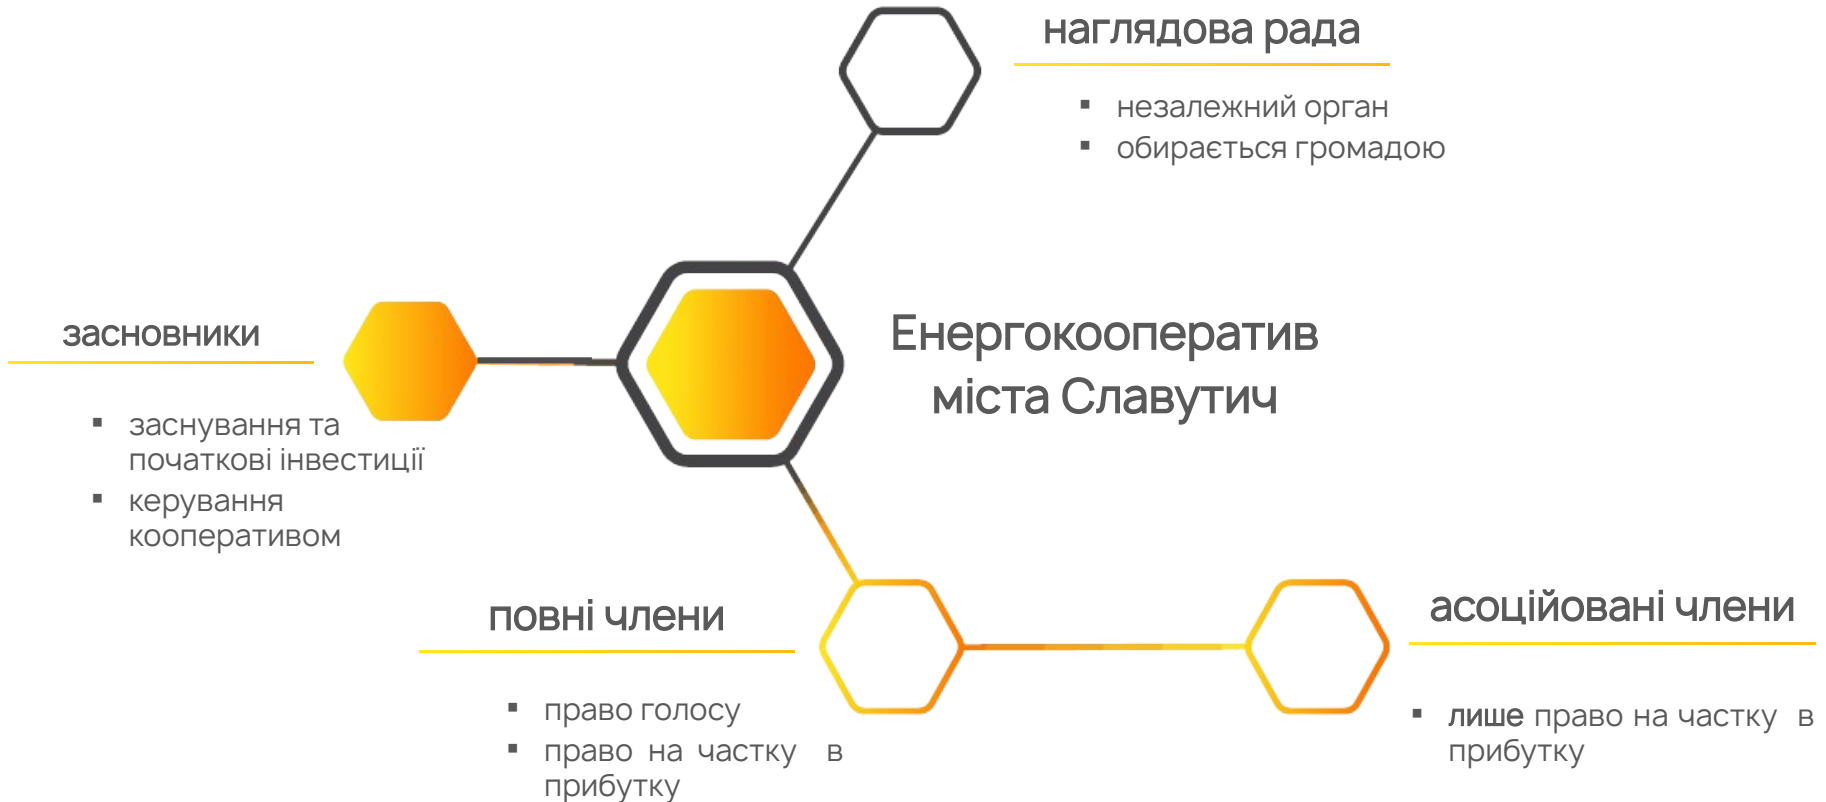 наглядова рада
▪ незалежний орган
▪ обирається громадою
засновники
▪ заснування та
початкові інвестиції
▪ керування
кооперативом
Енергокооператив
міста Славутич
повні члени
▪ право голосу
▪ право на частку в
прибутку
асоційовані члени
▪ лише право на частку в
прибутку